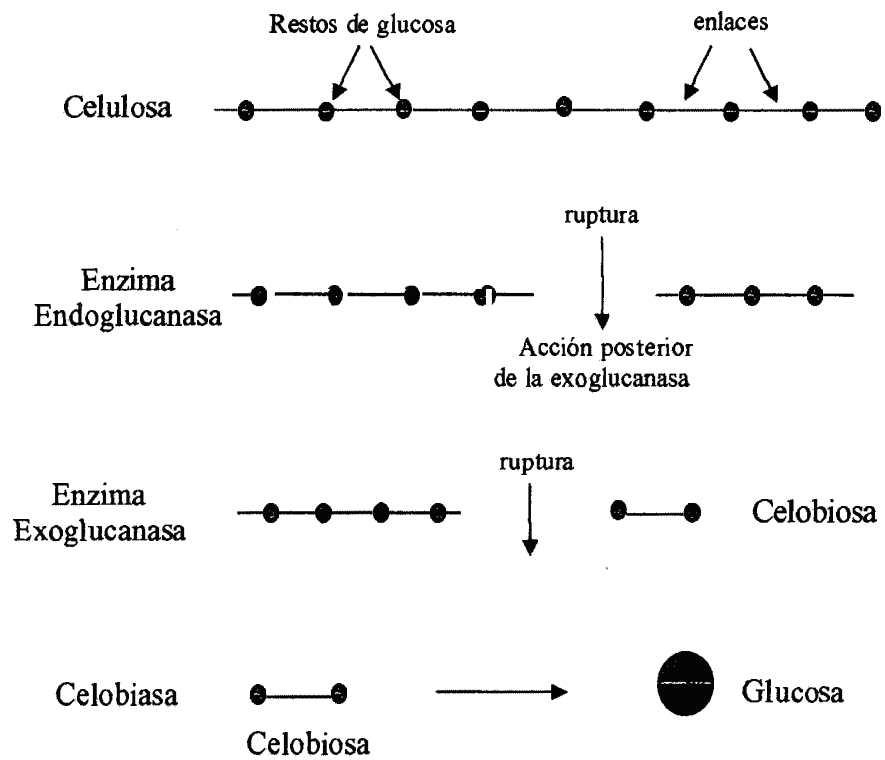 Restos de glucosa
enlaces
Celulosa
ruptura
Enzima
Endoglucanasa
Acción posterior
de la exoglucanasa
ruptura
Enzima
Exoglucanasa
Celobiosa
Celobiasa
Glucosa
Celobiosa